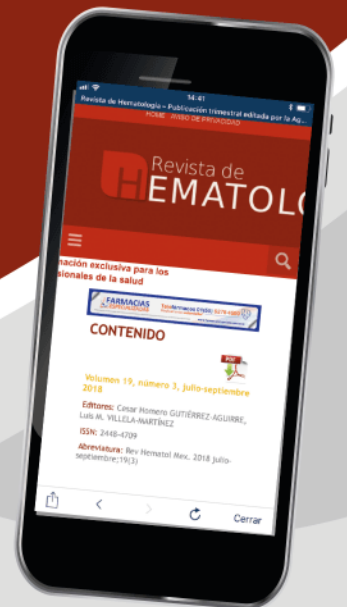 14:41
Revista de Hematología – Publicación trimestral editada por la Ag...
HOME AVISO DE PRIVACIDAD
Revista de
HEMATOLO
mación exclusiva para los
sionales de la salud
FARMACIAS
ESPECIALIZADAS
CONTENIDO
PDF
Volumen 19, número 3, julio-septiembre
2018
Editores: Cesar Homero GUTIÉRREZ-AGUIRRE,
Luis M. VILLELA-MARTÍNEZ
ISSN: 2448-4709
Abreviatura: Rev Hematol Mex. 2018 julio-
septiembre;19(3)
Cerrar